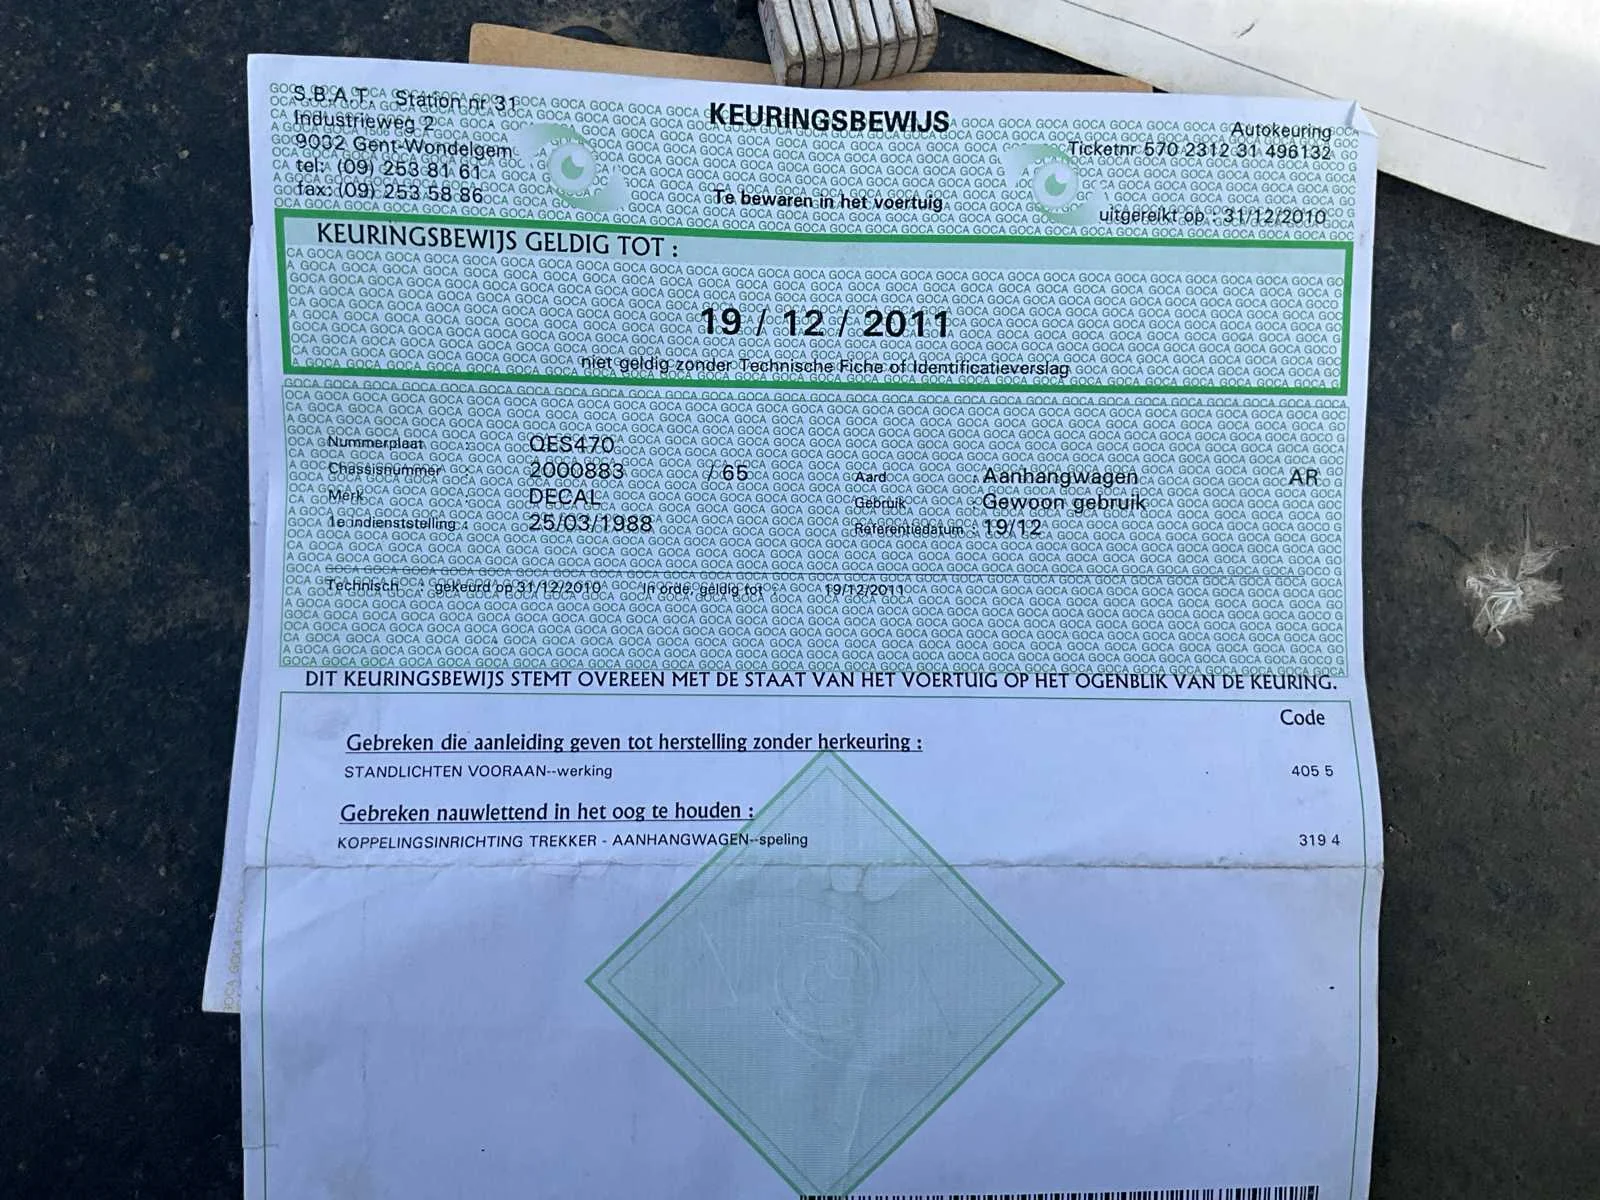 S.B.A.T. Station nr 31
Industrieweg 2
9032 Gent-Wondelgem
tel: (09) 253 81 61
fax: (09) 253 58 86
KEURINGSBEWIJS
Te bewaren in het voertuig
Autokeuring
Ticketnr 570 2312 31 496132
uitgereikt op : 31/12/2010
KEURINGSBEWIJS GELDIG TOT :
19 / 12 / 2011
niet geldig zonder Technische Fiche of Identificatieverslag
Nummerplaat : QES470
Chassisnummer : 2000883 / 65 Aard : Aanhangwagen AR
Merk : DECAL Gebruik : Gewoon gebruik
1e indienststelling : 25/03/1988 Referentiedatum : 19/12
Technisch : gekeurd op 31/12/2010 In orde, geldig tot : 19/12/2011
DIT KEURINGSBEWIJS STEMT OVEREEN MET DE STAAT VAN HET VOERTUIG OP HET OGENBLIK VAN DE KEURING.
Code
Gebreken die aanleiding geven tot herstelling zonder herkeuring :
STANDLICHTEN VOORAAN--werking 405 5
Gebreken nauwlettend in het oog te houden :
KOPPELINGSINRICHTING TREKKER - AANHANGWAGEN--speling 319 4